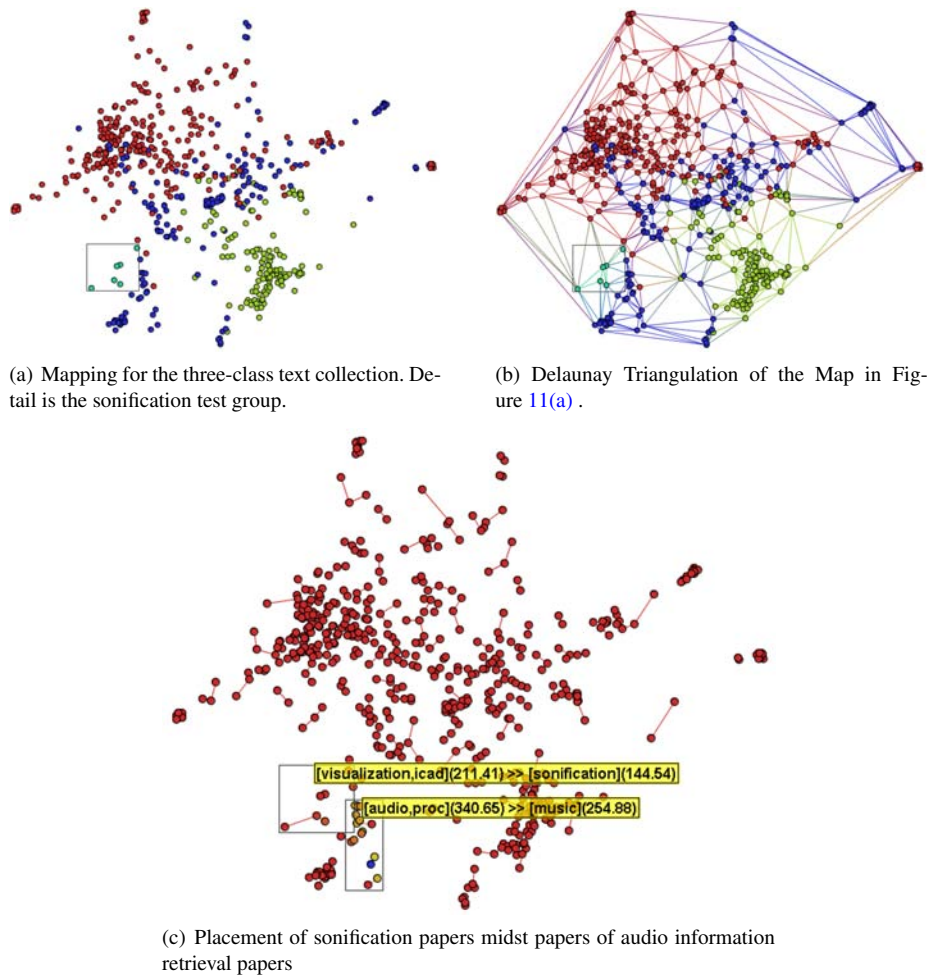 (a) Mapping for the three-class text collection. De-
tail is the sonification test group.
(b) Delaunay Triangulation of the Map in Fig-
ure 11(a) .
[visualization,icad](211.41) >> [sonification](144.54)
[audio,proc](340.65) >> [music](254.88)
(c) Placement of sonification papers midst papers of audio information
retrieval papers